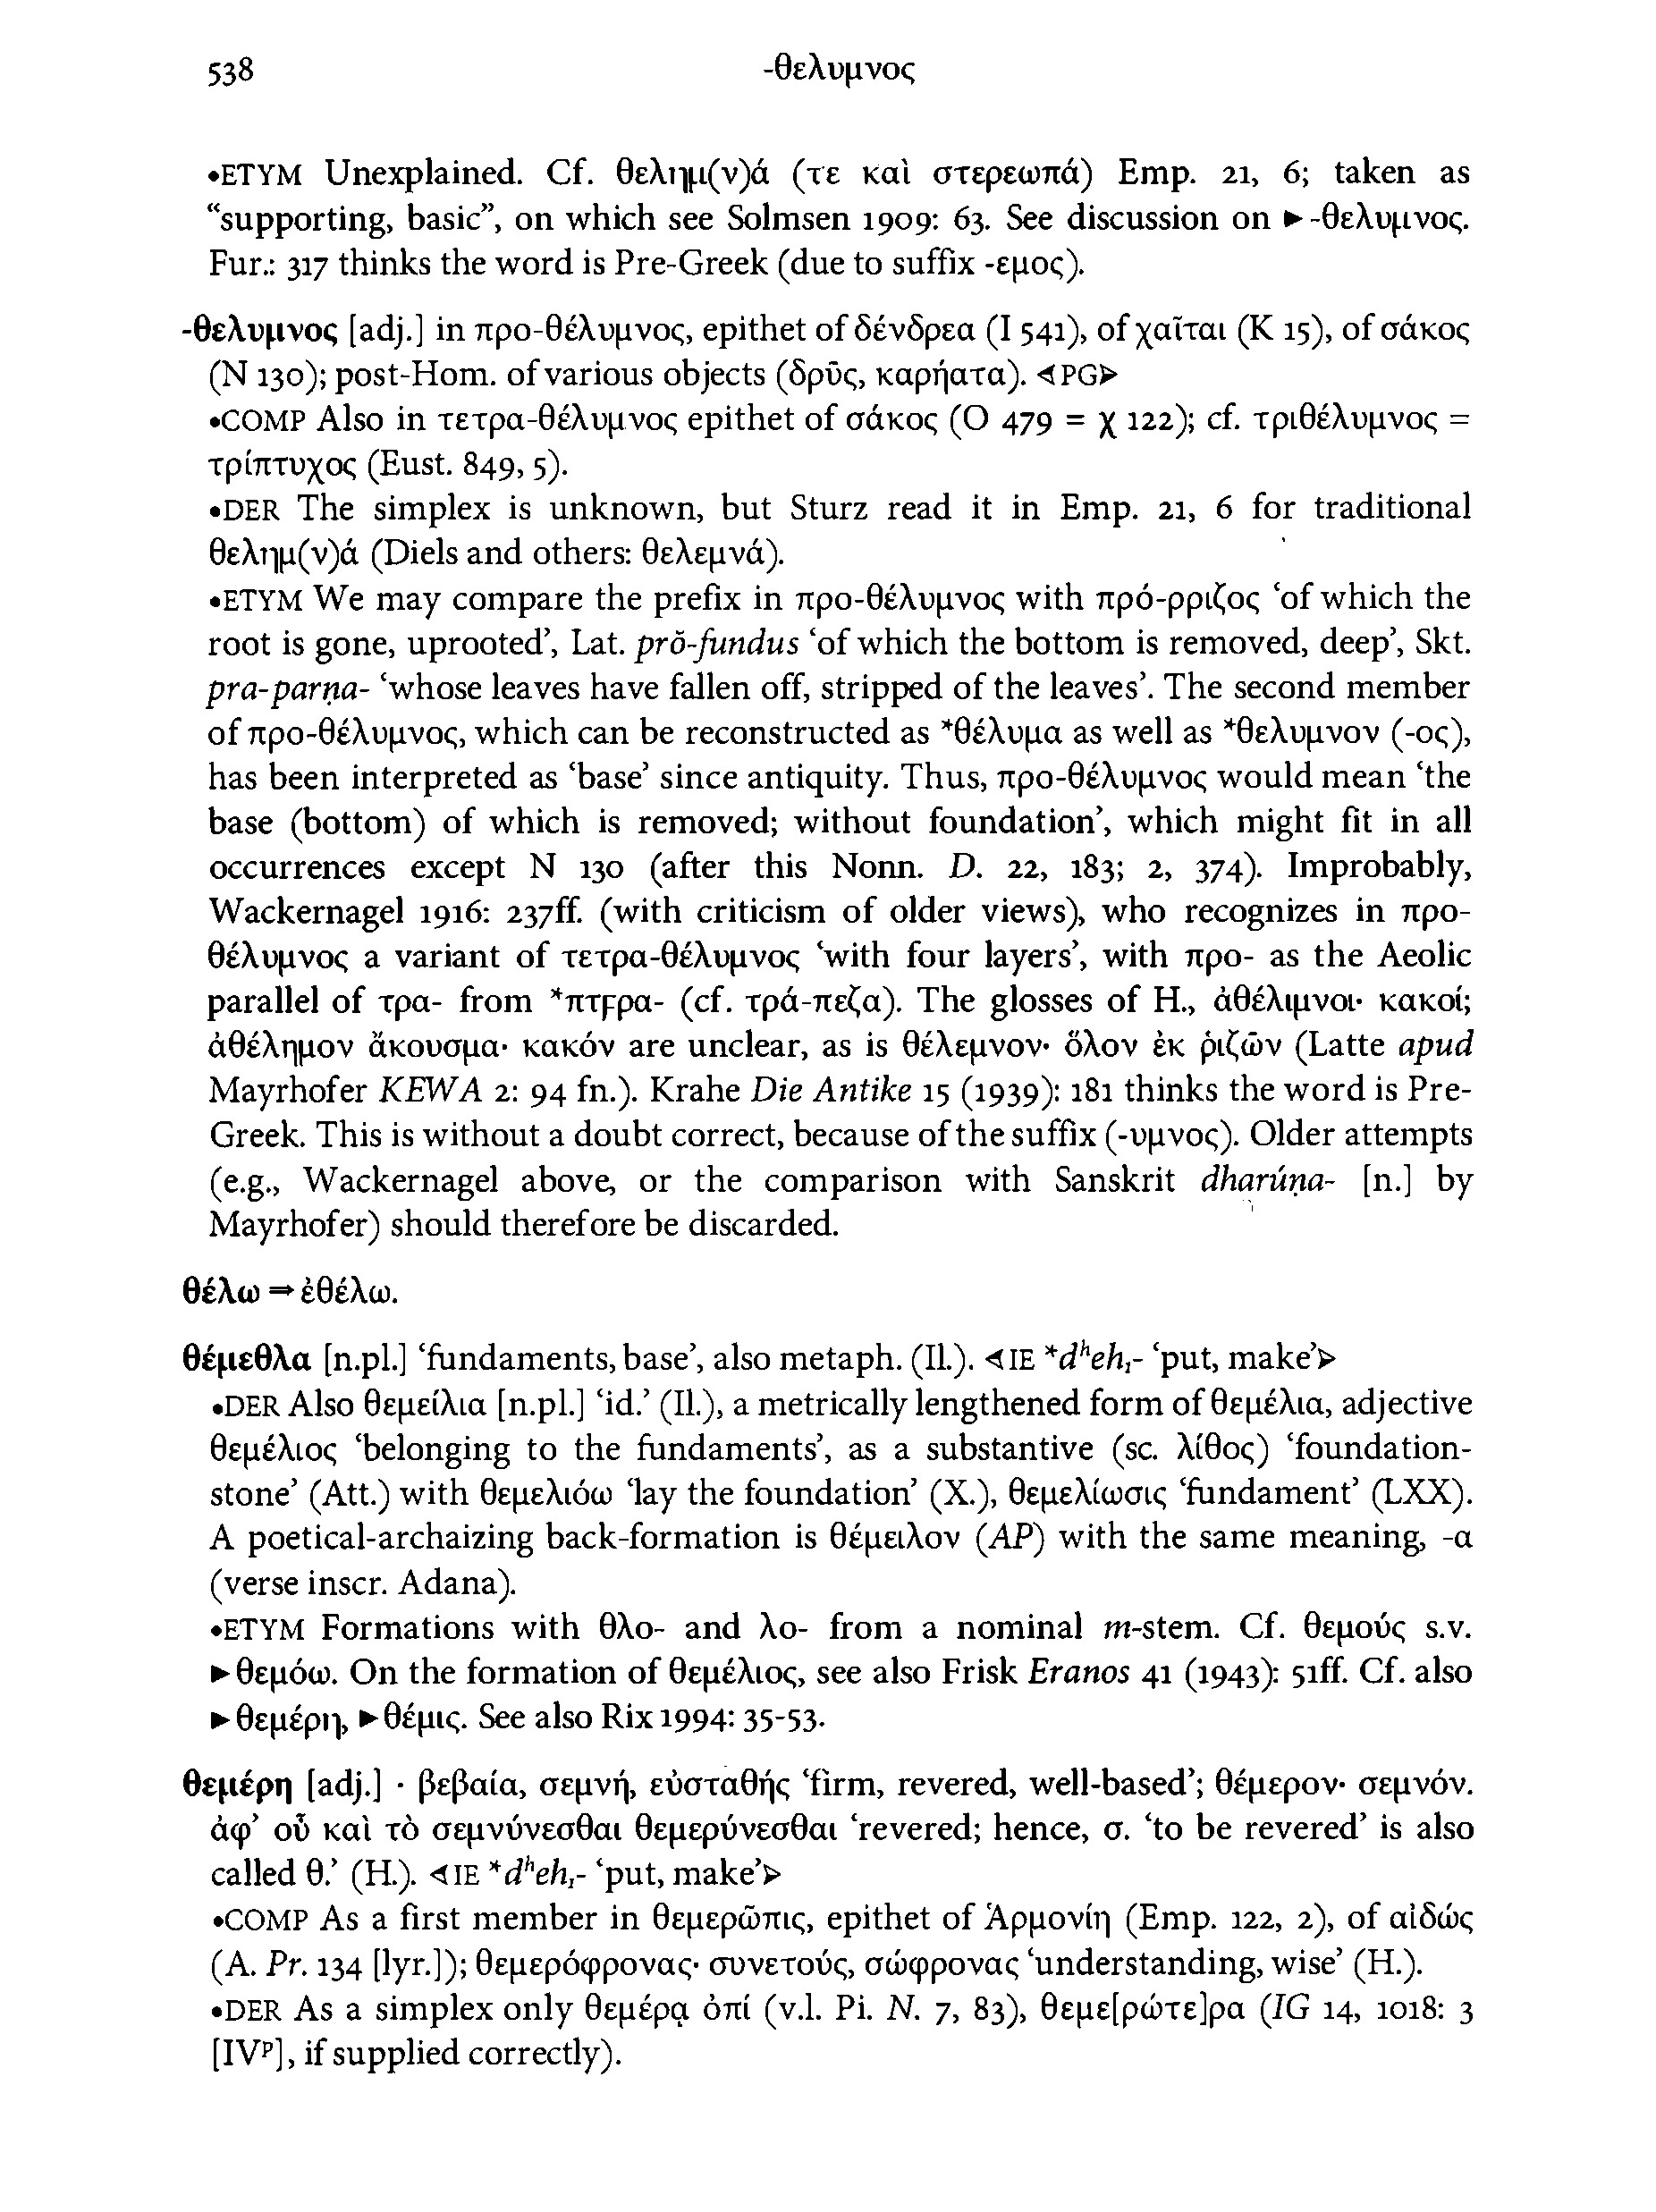 538
-θελυμνος
•ETYM Unexplained. Cf. θελημ(ν)ά (τε καὶ στερεωπά) Emp. 21, 6; taken as
“supporting, basic”, on which see Solmsen 1909: 63. See discussion on ►-θελυμνος.
Fur.: 317 thinks the word is Pre-Greek (due to suffix -εμος).
-θελυμνος [adj.] in προ-θέλυμνος, epithet of δένδρεα (I 541), of χαῖται (K 15), of σάκος
(N 130); post-Hom. of various objects (δρῦς, καρήατα). ⊲PG⊳
•COMP Also in τετρα-θέλυμνος epithet of σάκος (O 479 = χ 122); cf. τριθέλυμνος =
τρίπτυχος (Eust. 849, 5).
•DER The simplex is unknown, but Sturz read it in Emp. 21, 6 for traditional
θελημ(ν)ά (Diels and others: θελεμνά).
•ETYM We may compare the prefix in προ-θέλυμνος with πρό-ρριζος ‘of which the
root is gone, uprooted’, Lat. prŏ-fundus ‘of which the bottom is removed, deep’, Skt.
pra-parṇa- ‘whose leaves have fallen off, stripped of the leaves’. The second member
of προ-θέλυμνος, which can be reconstructed as *θέλυμα as well as *θελυμνον (-ος),
has been interpreted as ‘base’ since antiquity. Thus, προ-θέλυμνος would mean ‘the
base (bottom) of which is removed; without foundation’, which might fit in all
occurrences except N 130 (after this Nonn. D. 22, 183; 2, 374). Improbably,
Wackernagel 1916: 237ff. (with criticism of older views), who recognizes in προ-
θέλυμνος a variant of τετρα-θέλυμνος ‘with four layers’, with προ- as the Aeolic
parallel of τρα- from *πτϝρα- (cf. τρά-πεζα). The glosses of H., ἀθέλιμνοι· κακοί;
ἀθέλημον ἄκουσμα· κακόν are unclear, as is θέλεμνον· ὅλον ἐκ ῥιζῶν (Latte apud
Mayrhofer KEWA 2: 94 fn.). Krahe Die Antike 15 (1939): 181 thinks the word is Pre-
Greek. This is without a doubt correct, because of the suffix (-υμνος). Older attempts
(e.g., Wackernagel above, or the comparison with Sanskrit dharúṇa- [n.] by
Mayrhofer) should therefore be discarded.
θέλω ⇒ ἐθέλω.
θέμεθλα [n.pl.] ‘fundaments, base’, also metaph. (Il.). ⊲IE *dʰeh₁- ‘put, make’⊳
•DER Also θεμείλια [n.pl.] ‘id.’ (Il.), a metrically lengthened form of θεμέλια, adjective
θεμέλιος ‘belonging to the fundaments’, as a substantive (sc. λίθος) ‘foundation-
stone’ (Att.) with θεμελιόω ‘lay the foundation’ (X.), θεμελίωσις ‘fundament’ (LXX).
A poetical-archaizing back-formation is θέμειλον (AP) with the same meaning, -α
(verse inscr. Adana).
•ETYM Formations with θλο- and λο- from a nominal m-stem. Cf. θεμούς s.v.
►θεμόω. On the formation of θεμέλιος, see also Frisk Eranos 41 (1943): 51ff. Cf. also
►θεμέρη, ►θέμις. See also Rix 1994: 35-53.
θεμέρη [adj.] · βεβαία, σεμνή, εὐσταθής ‘firm, revered, well-based’; θέμερον· σεμνόν.
ἀφ’ οὗ καὶ τὸ σεμνύνεσθαι θεμερύνεσθαι ‘revered; hence, σ. ‘to be revered’ is also
called θ.’ (H.). ⊲IE *dʰeh₁- ‘put, make’⊳
•COMP As a first member in θεμερῶπις, epithet of Ἁρμονίη (Emp. 122, 2), of αἰδώς
(A. Pr. 134 [lyr.]); θεμερόφρονας· συνετούς, σώφρονας ‘understanding, wise’ (H.).
•DER As a simplex only θεμέρᾳ ὀπί (v.l. Pi. N. 7, 83), θεμε[ρώτε]ρα (IG 14, 1018: 3
[IVᵖ], if supplied correctly).